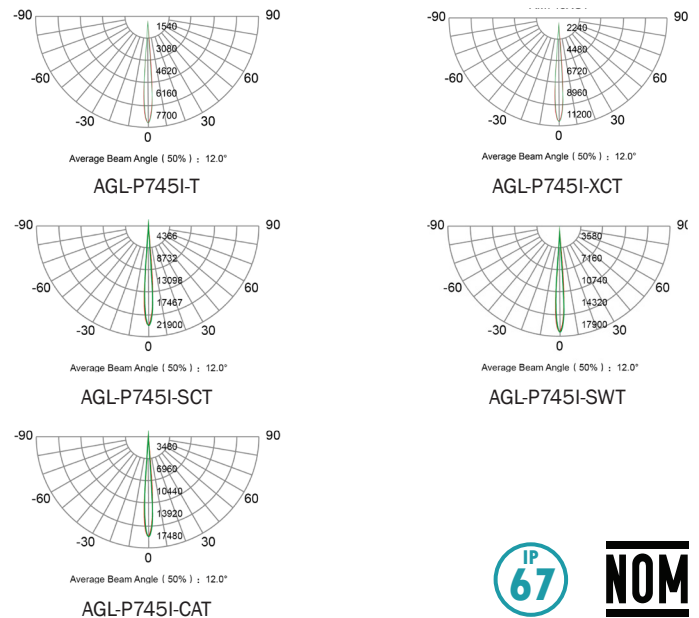 -90 90
1540
3080
-60 4620 60
6160
-30 7700 30
0
Average Beam Angle ( 50% ) : 12.0°
AGL-P745I-T
-90 90
2240
4480
-60 6720 60
8960
-30 11200 30
0
Average Beam Angle ( 50% ) : 12.0°
AGL-P745I-XCT
-90 90
4366
8732
-60 13098 60
17467
-30 21900 30
0
Average Beam Angle ( 50% ) : 12.0°
AGL-P745I-SCT
-90 90
3580
7160
-60 10740 60
14320
-30 17900 30
0
Average Beam Angle ( 50% ) : 12.0°
AGL-P745I-SWT
-90 90
3480
6960
-60 10440 60
13920
-30 17480 30
0
Average Beam Angle ( 50% ) : 12.0°
AGL-P745I-CAT
IP
67
NOM